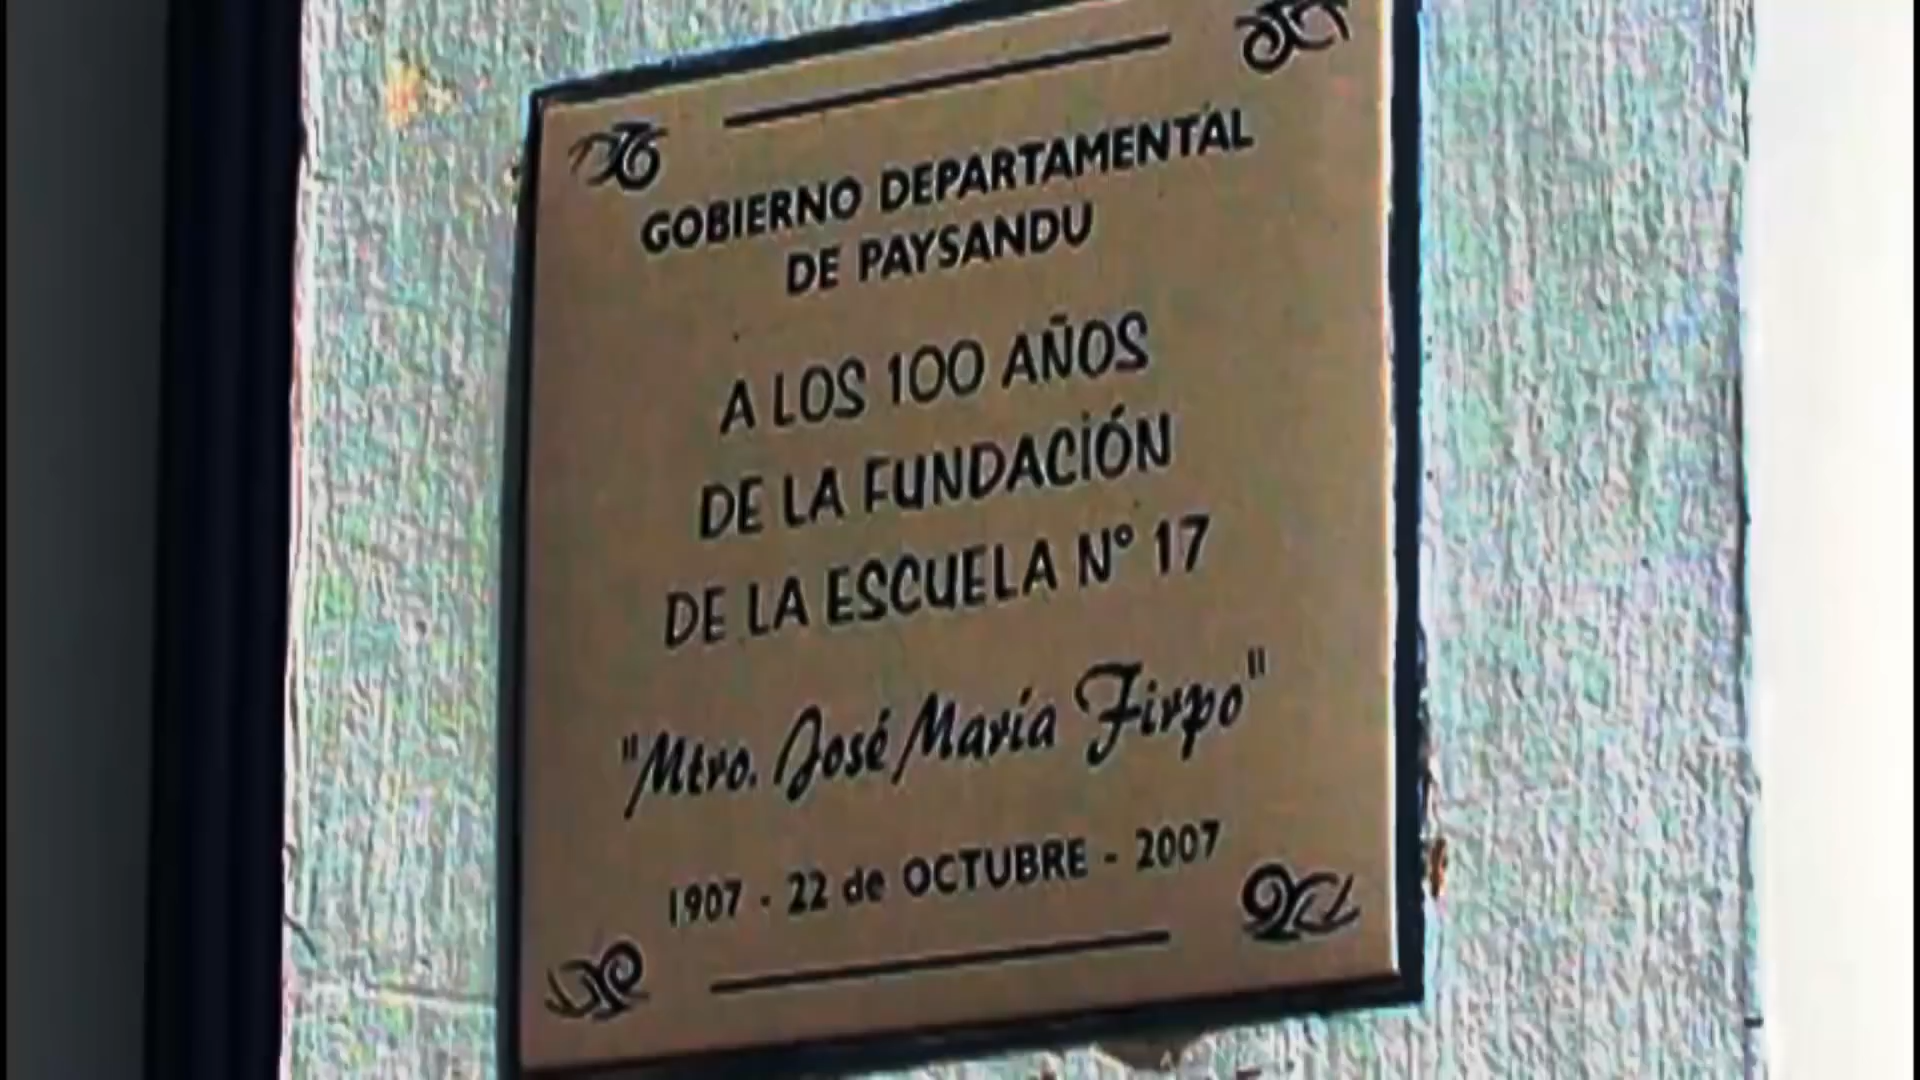 GOBIERNO DEPARTAMENTAL
DE PAYSANDU
A LOS 100 AÑOS
DE LA FUNDACIÓN
DE LA ESCUELA N° 17
"Mtro. José María Firpo"
1907 - 22 de OCTUBRE - 2007